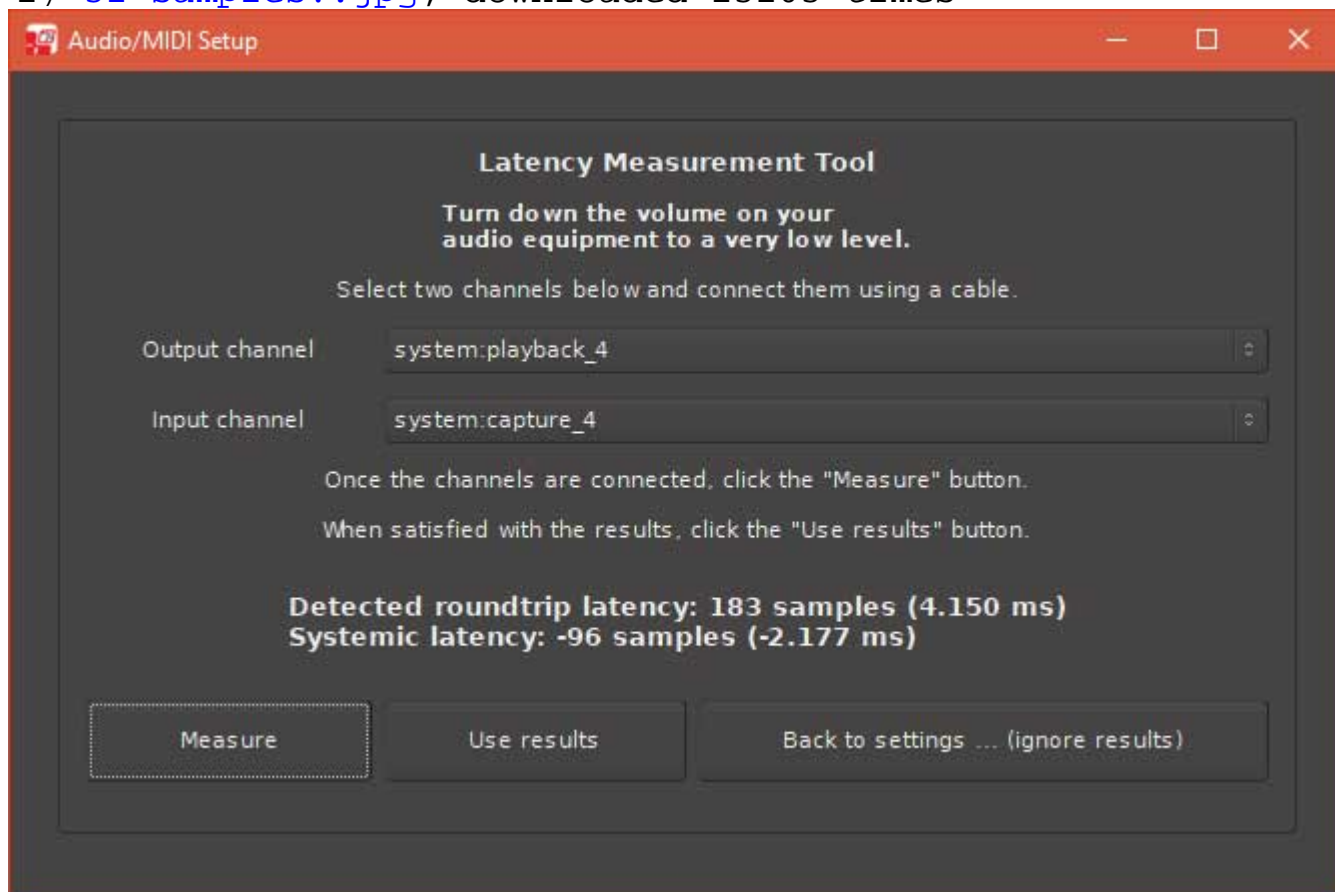 Audio/MIDI Setup
Latency Measurement Tool
Turn down the volume on your
audio equipment to a very low level.
Select two channels below and connect them using a cable.
Output channel system:playback_4
Input channel system:capture_4
Once the channels are connected, click the "Measure" button.
When satisfied with the results, click the "Use results" button.
Detected roundtrip latency: 183 samples (4.150 ms)
Systemic latency: -96 samples (-2.177 ms)
Measure Use results Back to settings ... (ignore results)